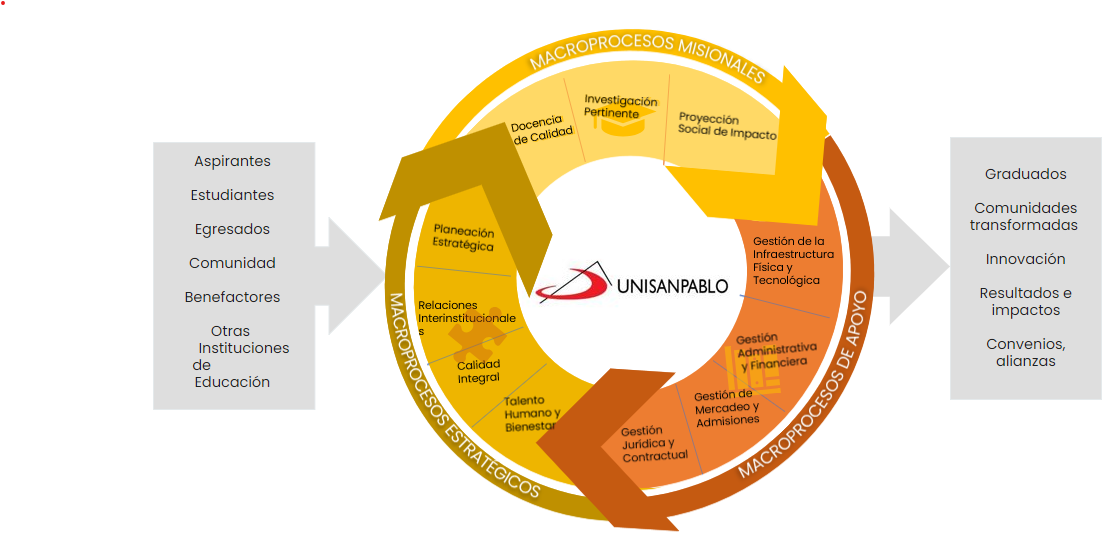 Aspirantes
Estudiantes
Egresados
Comunidad
Benefactores
Otras
Instituciones
de
Educación
MACROPROCESOS MISIONALES
Docencia
de Calidad
Investigación
Pertinente
Proyección
Social de Impacto
MACROPROCESOS DE APOYO
Gestión de la
Infraestructura
Física y
Tecnológica
Gestión
Administrativa
y Financiera
Gestión de
Mercadeo y
Admisiones
Gestión
Jurídica y
Contractual
MACROPROCESOS ESTRATEGICOS
Talento
Humano y
Bienestar
Calidad
Integral
Relaciones
Interinstitucionale
s
Planeación
Estratégica
UNISANPABLO
Graduados
Comunidades
transformadas
Innovación
Resultados e
impactos
Convenios,
alianzas